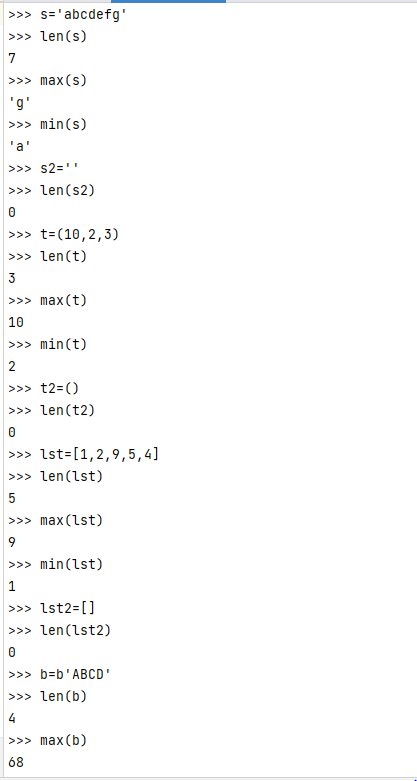 >>> s='abcdefg'
>>> len(s)
7
>>> max(s)
'g'
>>> min(s)
'a'
>>> s2=''
>>> len(s2)
0
>>> t=(10,2,3)
>>> len(t)
3
>>> max(t)
10
>>> min(t)
2
>>> t2=()
>>> len(t2)
0
>>> lst=[1,2,9,5,4]
>>> len(lst)
5
>>> max(lst)
9
>>> min(lst)
1
>>> lst2=[]
>>> len(lst2)
0
>>> b=b'ABCD'
>>> len(b)
4
>>> max(b)
68